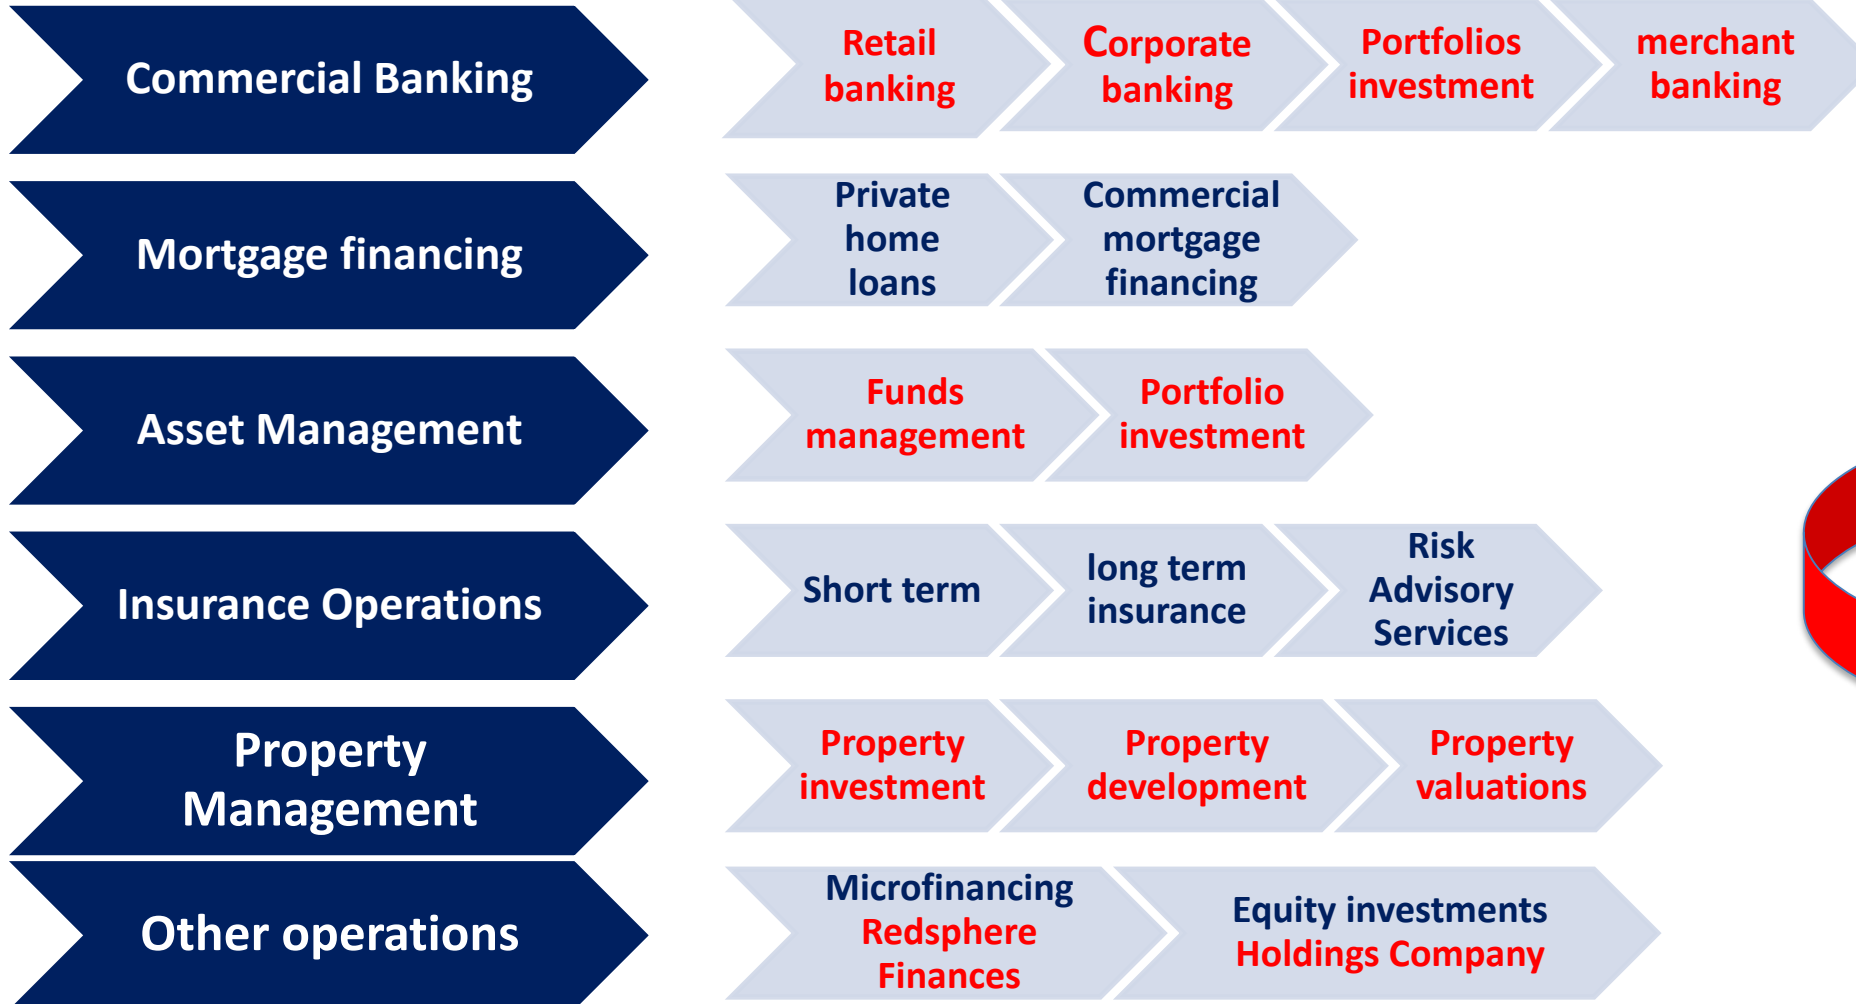 Commercial Banking
Retail
banking
Corporate
banking
Portfolios
investment
merchant
banking
Mortgage financing
Private
home
loans
Commercial
mortgage
financing
Asset Management
Funds
management
Portfolio
investment
Insurance Operations
Short term
long term
insurance
Risk
Advisory
Services
Property
Management
Property
investment
Property
development
Property
valuations
Other operations
Microfinancing
Redsphere
Finances
Equity investments
Holdings Company